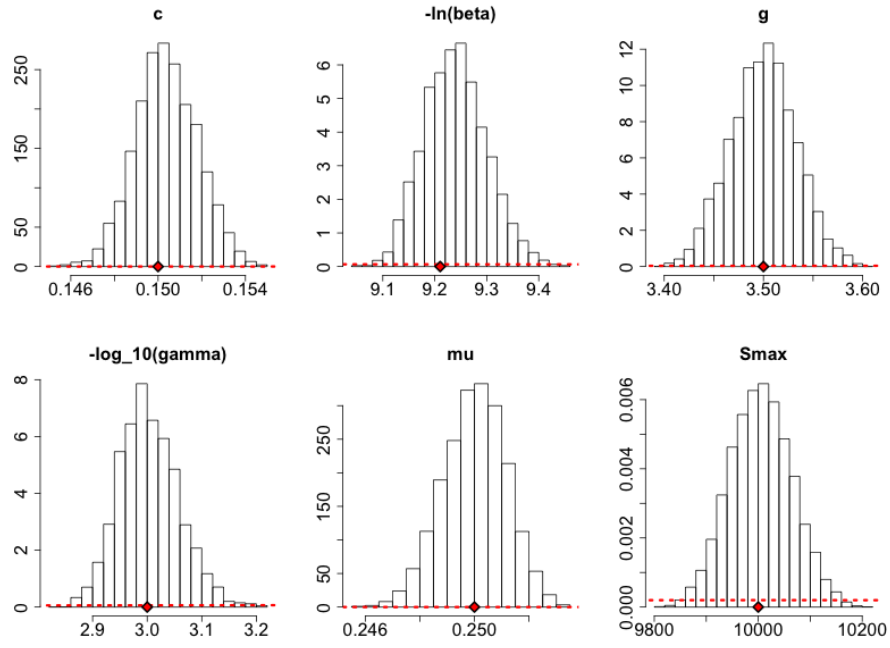 c
-ln(beta)
g
0 50 150 250
0 1 2 3 4 5 6
0 2 4 6 8 10 12
0.146 0.150 0.154
9.1 9.2 9.3 9.4
3.40 3.50 3.60
-log_10(gamma)
mu
Smax
0 2 4 6 8
0 50 150 250
0.000 0.002 0.004 0.006
2.9 3.0 3.1 3.2
0.246 0.250
9800 10000 10200